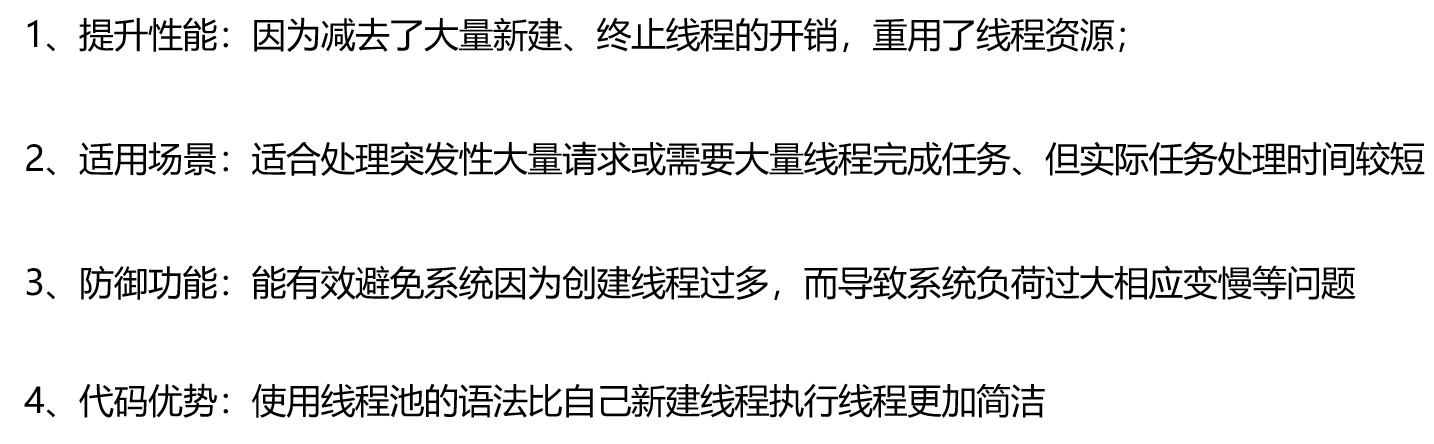 1、提升性能：因为减去了大量新建、终止线程的开销，重用了线程资源；
2、适用场景：适合处理突发性大量请求或需要大量线程完成任务、但实际任务处理时间较短
3、防御功能：能有效避免系统因为创建线程过多，而导致系统负荷过大相应变慢等问题
4、代码优势：使用线程池的语法比自己新建线程执行线程更加简洁